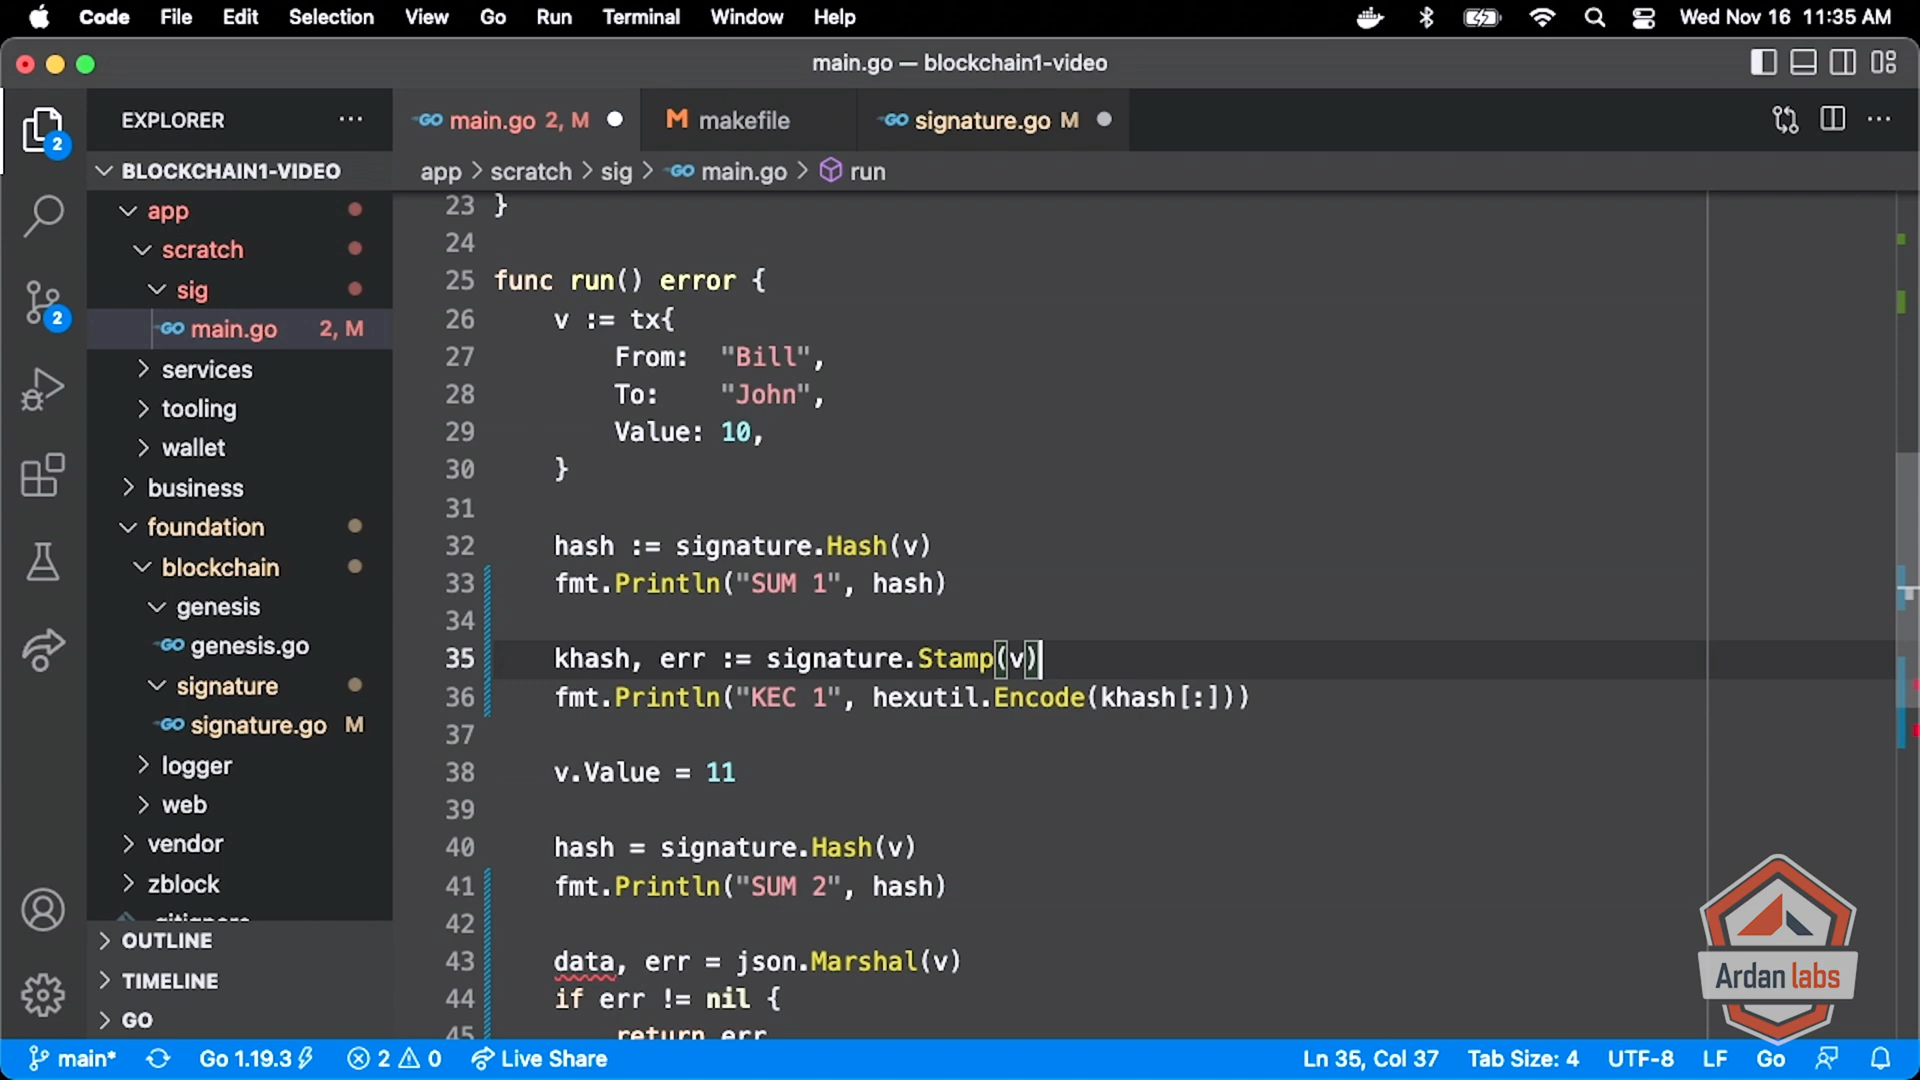 Code File Edit Selection View Go Run Terminal Window Help Wed Nov 16 11:35 AM
main.go — blockchain1-video
EXPLORER ···
main.go 2, M
makefile
signature.go M
app > scratch > sig > main.go > run
2
2
BLOCKCHAIN1-VIDEO
app
scratch
sig
main.go 2, M
services
tooling
wallet
business
foundation
blockchain
genesis
genesis.go
signature
signature.go M
logger
web
vendor
zblock
.gitignore
OUTLINE
TIMELINE
GO
23 }
24
25 func run() error {
26 v := tx{
27 From: "Bill",
28 To: "John",
29 Value: 10,
30 }
31
32 hash := signature.Hash(v)
33 fmt.Println("SUM 1", hash)
34
35 khash, err := signature.Stamp(v)
36 fmt.Println("KEC 1", hexutil.Encode(khash[:]))
37
38 v.Value = 11
39
40 hash = signature.Hash(v)
41 fmt.Println("SUM 2", hash)
42
43 data, err = json.Marshal(v)
44 if err != nil {
45 return err
Ardan labs
main* Go 1.19.3 2 0 Live Share Ln 35, Col 37 Tab Size: 4 UTF-8 LF Go